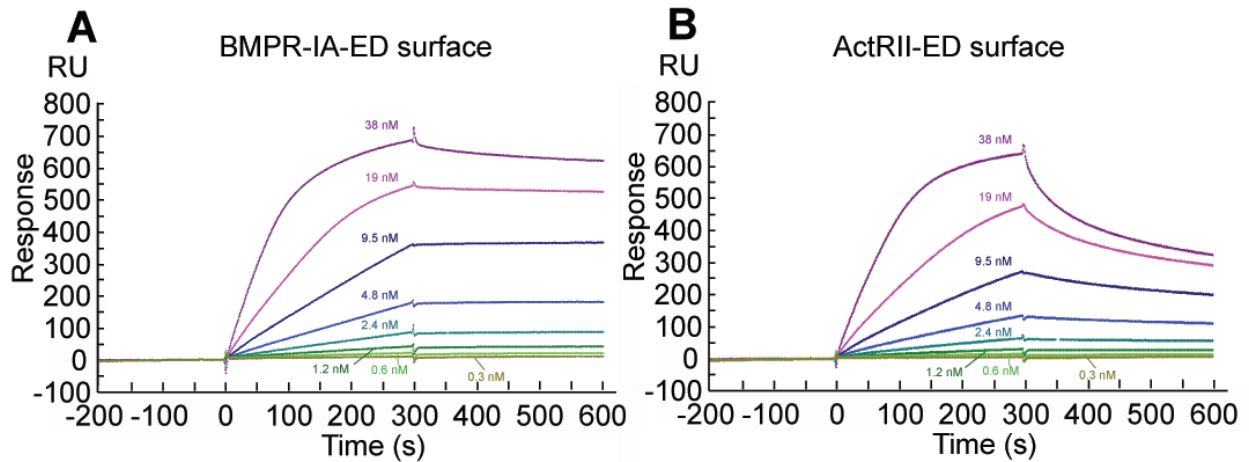 A
BMPR-IA-ED surface
RU
800
700
600
500
400
300
200
100
0
-100
Response
38 nM
19 nM
9.5 nM
4.8 nM
2.4 nM
1.2 nM
0.6 nM
0.3 nM
-200 -100 0 100 200 300 400 500 600
Time (s)
B
ActRII-ED surface
RU
800
700
600
500
400
300
200
100
0
-100
Response
38 nM
19 nM
9.5 nM
4.8 nM
2.4 nM
1.2 nM
0.6 nM
0.3 nM
-200 -100 0 100 200 300 400 500 600
Time (s)